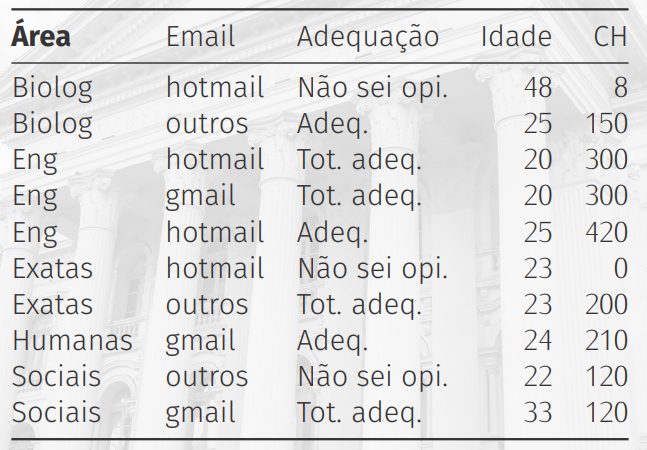 Área Email Adequação Idade CH
Biolog hotmail Não sei opi. 48 8
Biolog outros Adeq. 25 150
Eng hotmail Tot. adeq. 20 300
Eng gmail Tot. adeq. 20 300
Eng hotmail Adeq. 25 420
Exatas hotmail Não sei opi. 23 0
Exatas outros Tot. adeq. 23 200
Humanas gmail Adeq. 24 210
Sociais outros Não sei opi. 22 120
Sociais gmail Tot. adeq. 33 120